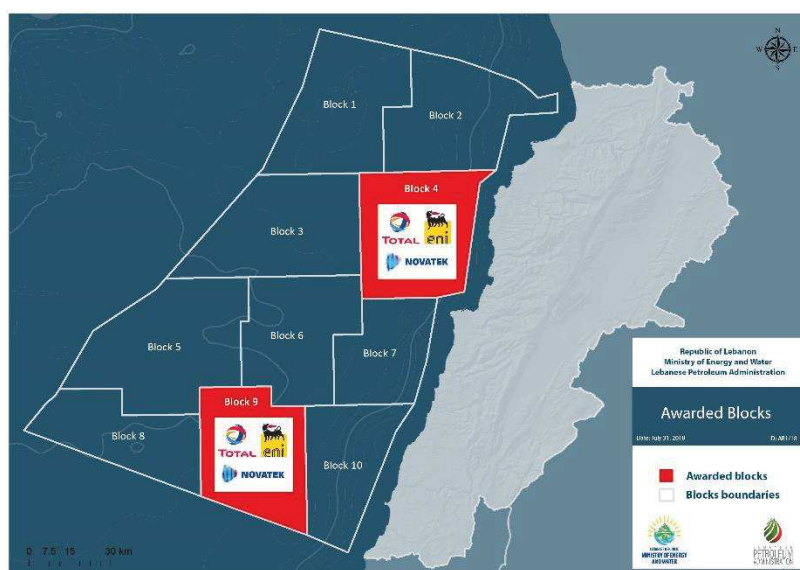 N
W
S
Block 1
Block 2
Block 4
TOTAL
eni
NOVATEK
Block 3
Block 5
Block 6
Block 7
Block 9
TOTAL
eni
NOVATEK
Block 8
Block 10
0 7.5 15 30 km
Republic of Lebanon
Ministry of Energy and Water
Lebanese Petroleum Administration
Awarded Blocks
Awarded blocks
Blocks boundaries
MINISTRY OF ENERGY
AND WATER
PETROLEUM
ADMINISTRATION